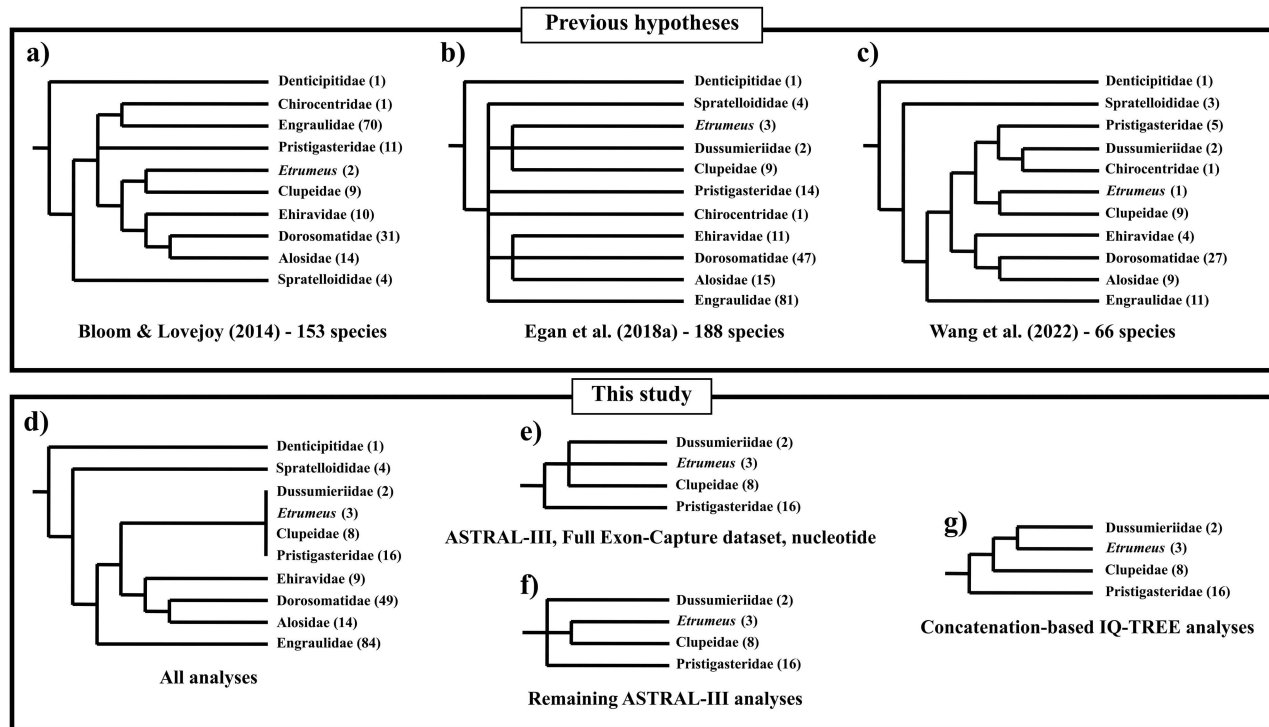 Previous hypotheses
a)
Denticipitidae (1)
Chirocentridae (1)
Engraulidae (70)
Pristigasteridae (11)
Etrumeus (2)
Clupeidae (9)
Ehiravidae (10)
Dorosomatidae (31)
Alosidae (14)
Spratelloididae (4)
Bloom & Lovejoy (2014) - 153 species
b)
Denticipitidae (1)
Spratelloididae (4)
Etrumeus (3)
Dussumieriidae (2)
Clupeidae (9)
Pristigasteridae (14)
Chirocentridae (1)
Ehiravidae (11)
Dorosomatidae (47)
Alosidae (15)
Engraulidae (81)
Egan et al. (2018a) - 188 species
c)
Denticipitidae (1)
Spratelloididae (3)
Pristigasteridae (5)
Dussumieriidae (2)
Chirocentridae (1)
Etrumeus (1)
Clupeidae (9)
Ehiravidae (4)
Dorosomatidae (27)
Alosidae (9)
Engraulidae (11)
Wang et al. (2022) - 66 species
This study
d)
Denticipitidae (1)
Spratelloididae (4)
Dussumieriidae (2)
Etrumeus (3)
Clupeidae (8)
Pristigasteridae (16)
Ehiravidae (9)
Dorosomatidae (49)
Alosidae (14)
Engraulidae (84)
All analyses
e)
Dussumieriidae (2)
Etrumeus (3)
Clupeidae (8)
Pristigasteridae (16)
ASTRAL-III, Full Exon-Capture dataset, nucleotide
f)
Dussumieriidae (2)
Etrumeus (3)
Clupeidae (8)
Pristigasteridae (16)
Remaining ASTRAL-III analyses
g)
Dussumieriidae (2)
Etrumeus (3)
Clupeidae (8)
Pristigasteridae (16)
Concatenation-based IQ-TREE analyses